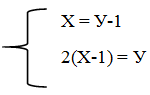 X = У-1
2(X-1) = У